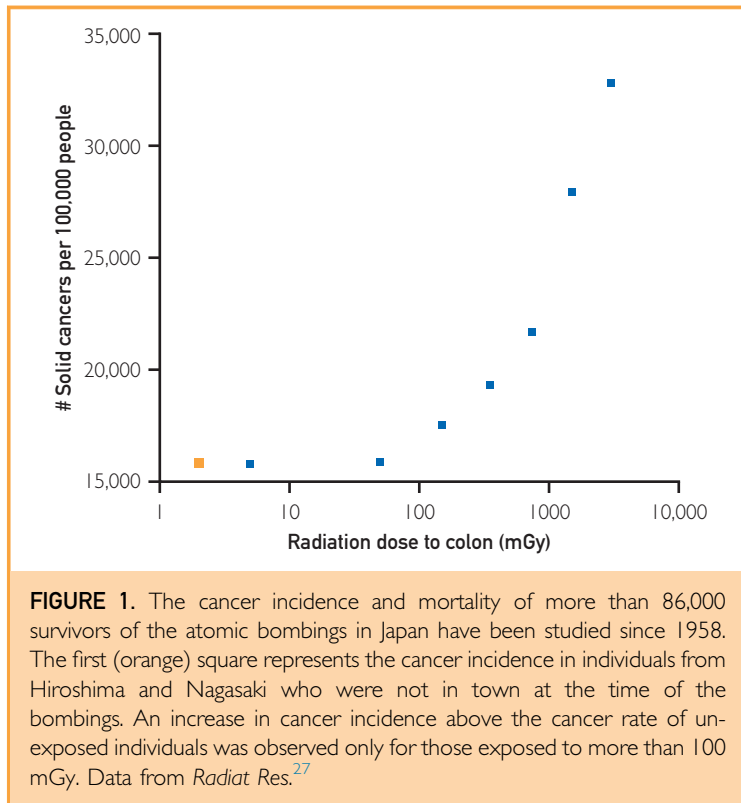 35,000
30,000
25,000
20,000
15,000
# Solid cancers per 100,000 people
1 10 100 1000 10,000
Radiation dose to colon (mGy)
FIGURE 1. The cancer incidence and mortality of more than 86,000
survivors of the atomic bombings in Japan have been studied since 1958.
The first (orange) square represents the cancer incidence in individuals from
Hiroshima and Nagasaki who were not in town at the time of the
bombings. An increase in cancer incidence above the cancer rate of un-
exposed individuals was observed only for those exposed to more than 100
mGy. Data from Radiat Res.27